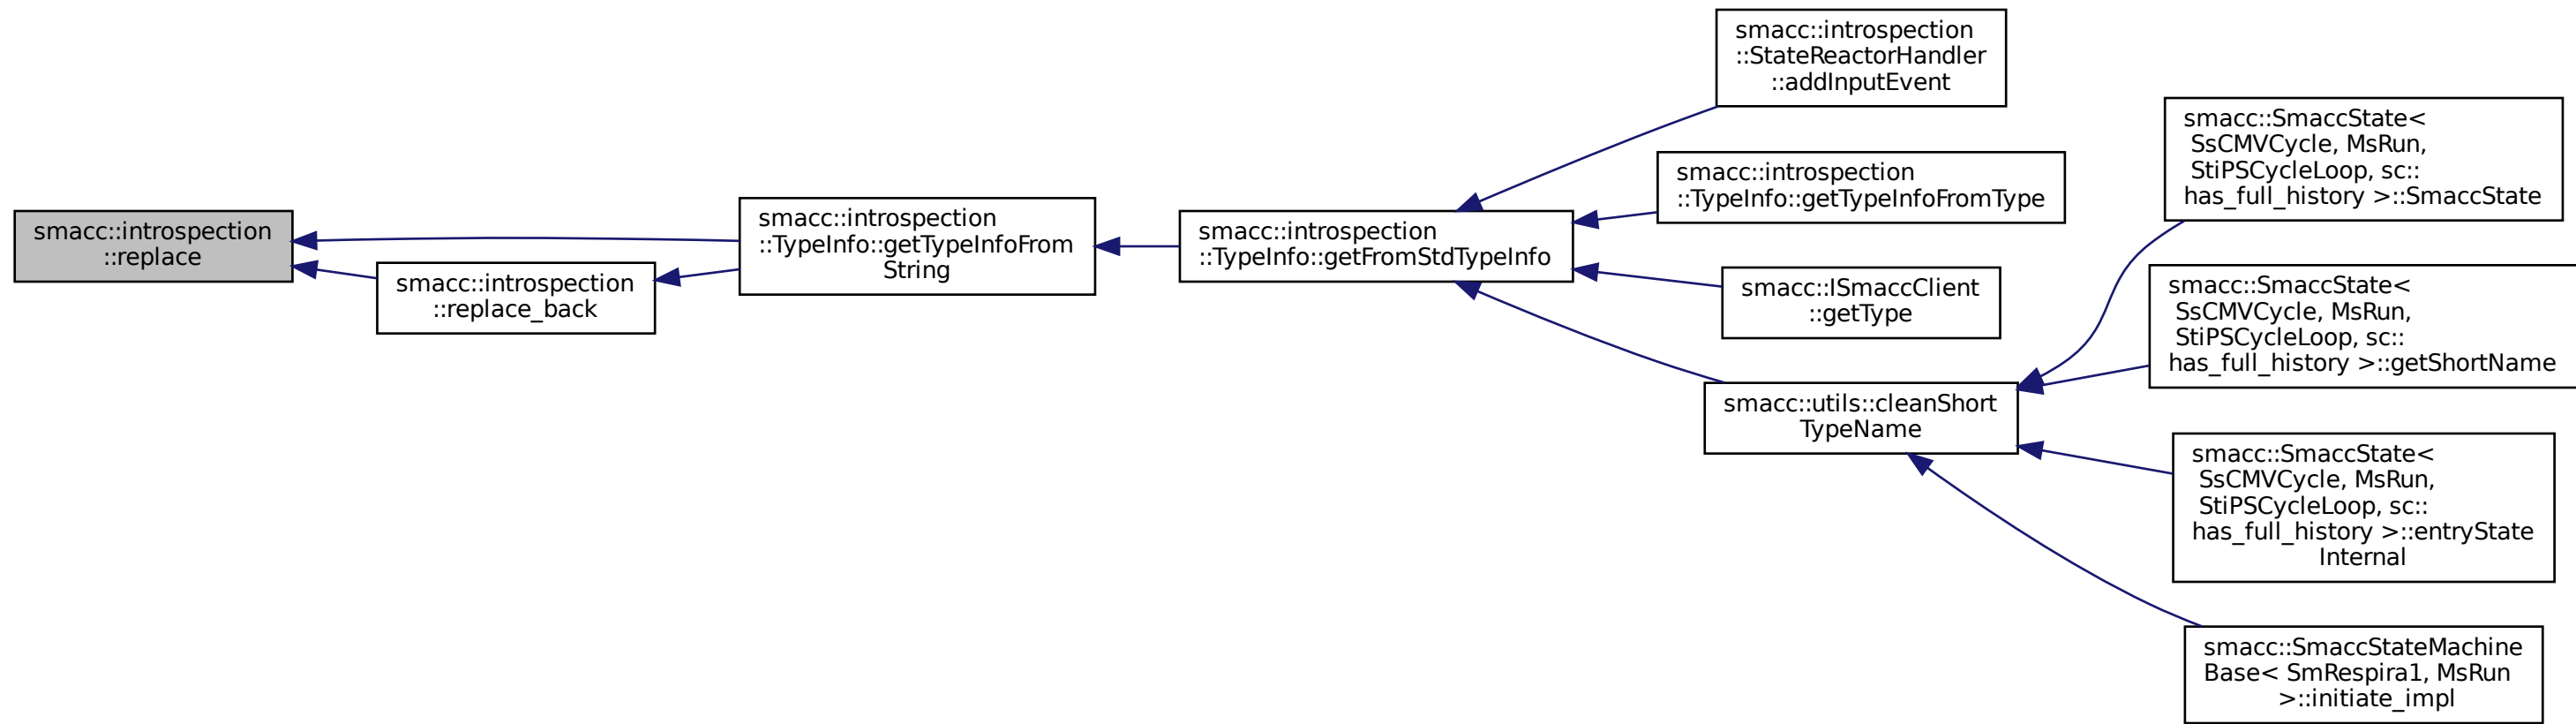 smacc::introspection
::replace
smacc::introspection
::replace_back
smacc::introspection
::TypeInfo::getTypeInfoFrom
String
smacc::introspection
::TypeInfo::getFromStdTypeInfo
smacc::introspection
::StateReactorHandler
::addInputEvent
smacc::introspection
::TypeInfo::getTypeInfoFromType
smacc::ISmaccClient
::getType
smacc::utils::cleanShort
TypeName
smacc::SmaccState<
SsCMVCycle, MsRun,
StiPSCycleLoop, sc::
has_full_history >::SmaccState
smacc::SmaccState<
SsCMVCycle, MsRun,
StiPSCycleLoop, sc::
has_full_history >::getShortName
smacc::SmaccState<
SsCMVCycle, MsRun,
StiPSCycleLoop, sc::
has_full_history >::entryState
Internal
smacc::SmaccStateMachine
Base< SmRespira1, MsRun
>::initiate_impl